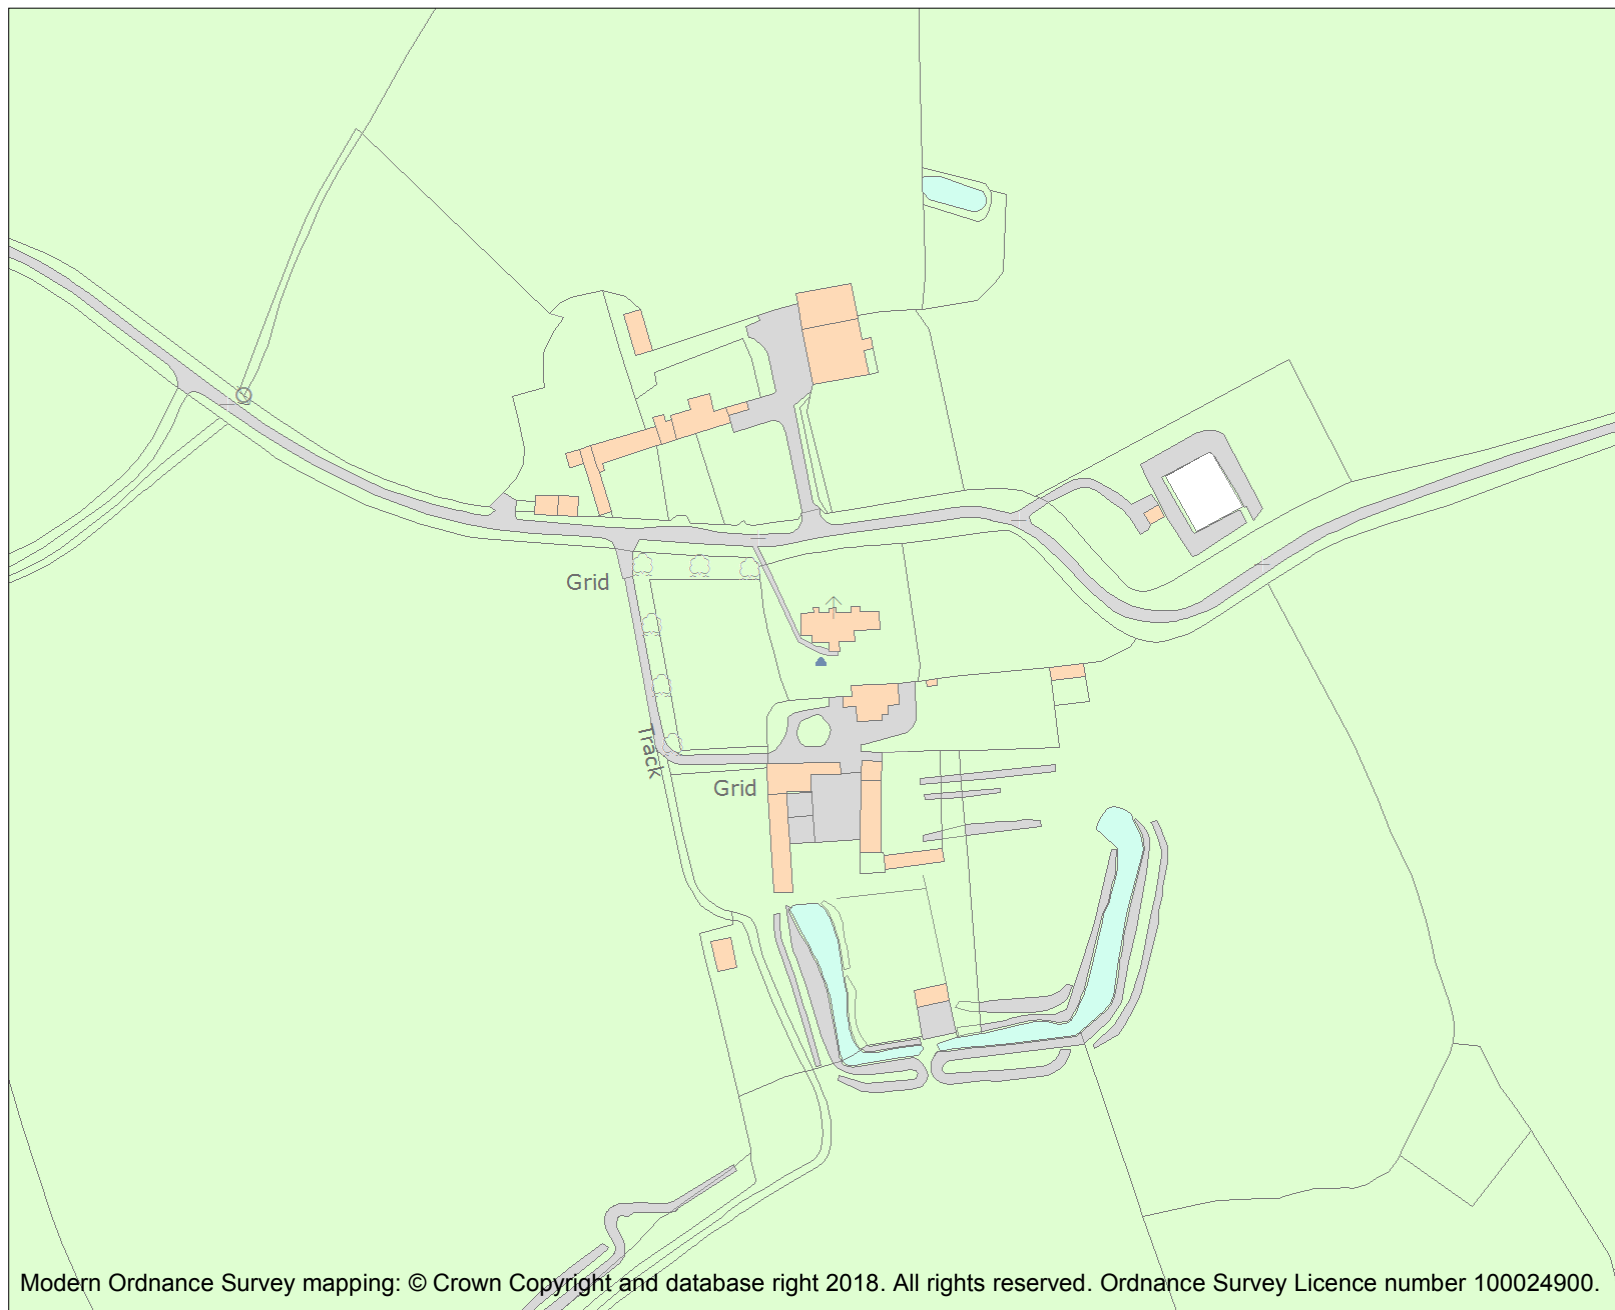 Grid
Track
Grid
Modern Ordnance Survey mapping: © Crown Copyright and database right 2018. All rights reserved. Ordnance Survey Licence number 100024900.